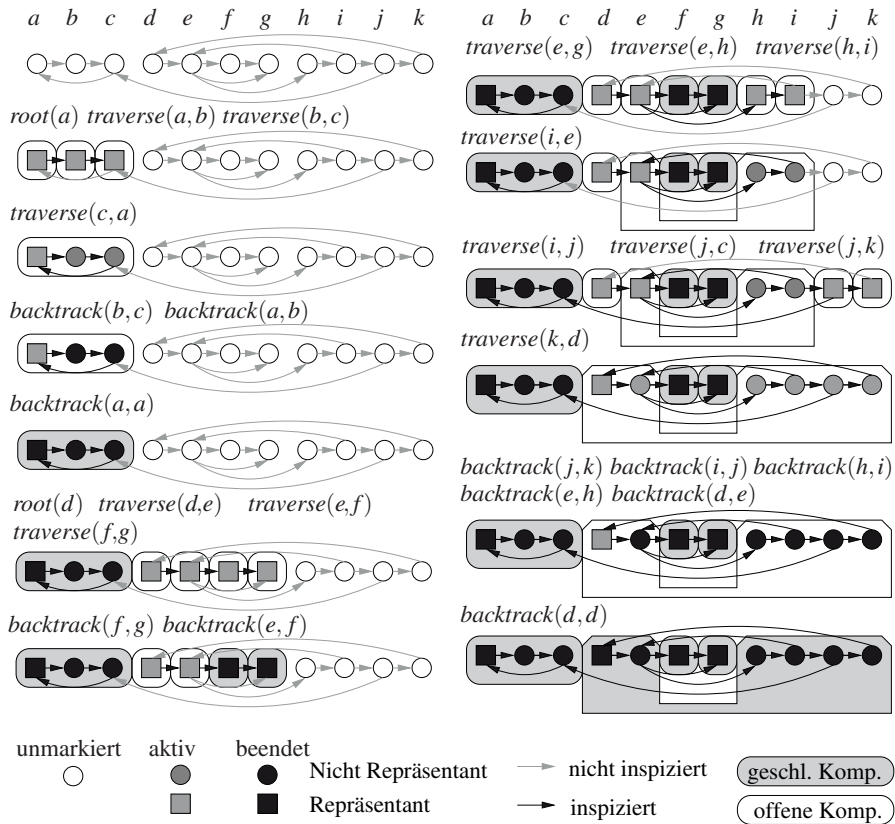 a b c d e f g h i j k
root(a) traverse(a,b) traverse(b,c)
traverse(c,a)
backtrack(b,c) backtrack(a,b)
backtrack(a,a)
root(d) traverse(d,e) traverse(e,f)
traverse(f,g)
backtrack(f,g) backtrack(e,f)
a b c d e f g h i j k
traverse(e,g) traverse(e,h) traverse(h,i)
traverse(i,e)
traverse(i,j) traverse(j,c) traverse(j,k)
traverse(k,d)
backtrack(j,k) backtrack(i,j) backtrack(h,i)
backtrack(e,h) backtrack(d,e)
backtrack(d,d)
unmarkiert aktiv beendet
Nicht Repräsentant nicht inspiziert geschl. Komp.
Repräsentant inspiziert offene Komp.